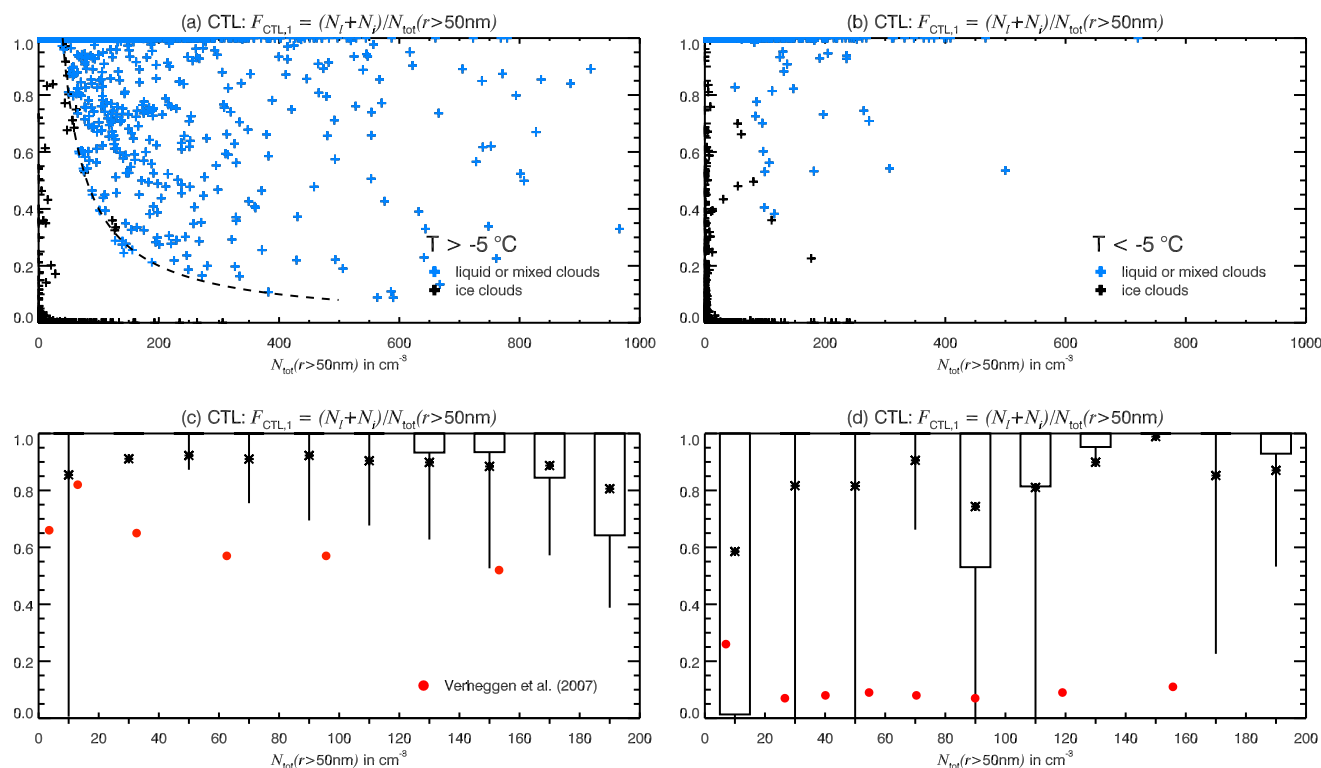 (a) CTL: F_CTL,1 = (N_l+N_i)/N_tot(r>50nm)
1.0
0.8
0.6
0.4
0.2
0.0
T > -5 °C
liquid or mixed clouds
ice clouds
0 200 400 600 800 1000
N_tot(r>50nm) in cm⁻³
(b) CTL: F_CTL,1 = (N_l+N_i)/N_tot(r>50nm)
1.0
0.8
0.6
0.4
0.2
0.0
T < -5 °C
liquid or mixed clouds
ice clouds
0 200 400 600 800 1000
N_tot(r>50nm) in cm⁻³
(c) CTL: F_CTL,1 = (N_l+N_i)/N_tot(r>50nm)
1.0
0.8
0.6
0.4
0.2
0.0
Verheggen et al. (2007)
0 20 40 60 80 100 120 140 160 180 200
N_tot(r>50nm) in cm⁻³
(d) CTL: F_CTL,1 = (N_l+N_i)/N_tot(r>50nm)
1.0
0.8
0.6
0.4
0.2
0.0
0 20 40 60 80 100 120 140 160 180 200
N_tot(r>50nm) in cm⁻³